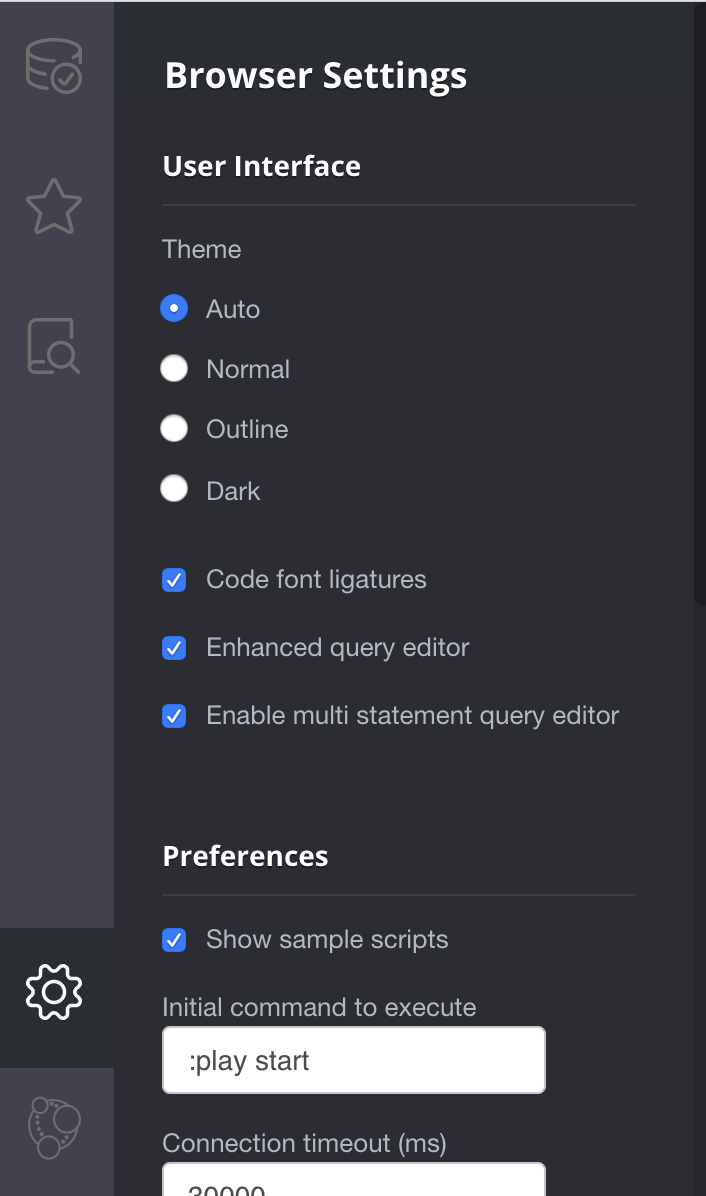 Browser Settings
User Interface
Theme
Auto
Normal
Outline
Dark
Code font ligatures
Enhanced query editor
Enable multi statement query editor
Preferences
Show sample scripts
Initial command to execute
:play start
Connection timeout (ms)
30000